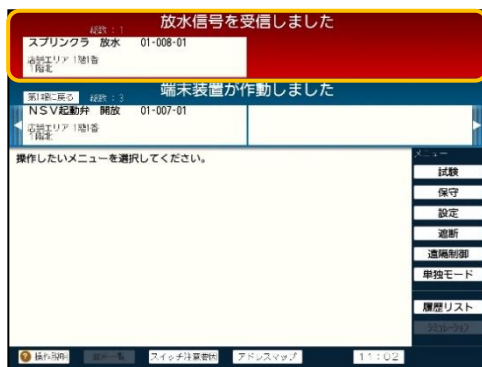 総数：1
放水信号を受信しました
スプリンクラ 放水 01-008-01
店舗エリア 1階1番
1階北
第1報に戻る 総数：3
端末装置が作動しました
NSV起動弁 開放 01-007-01
店舗エリア 1階1番
1階北
操作したいメニューを選択してください。
メニュー
試験
保守
設定
遮断
遠隔制御
単独モード
履歴リスト
シミュレーション
操作説明
スイッチ注意要因
アドレスマップ
11:02